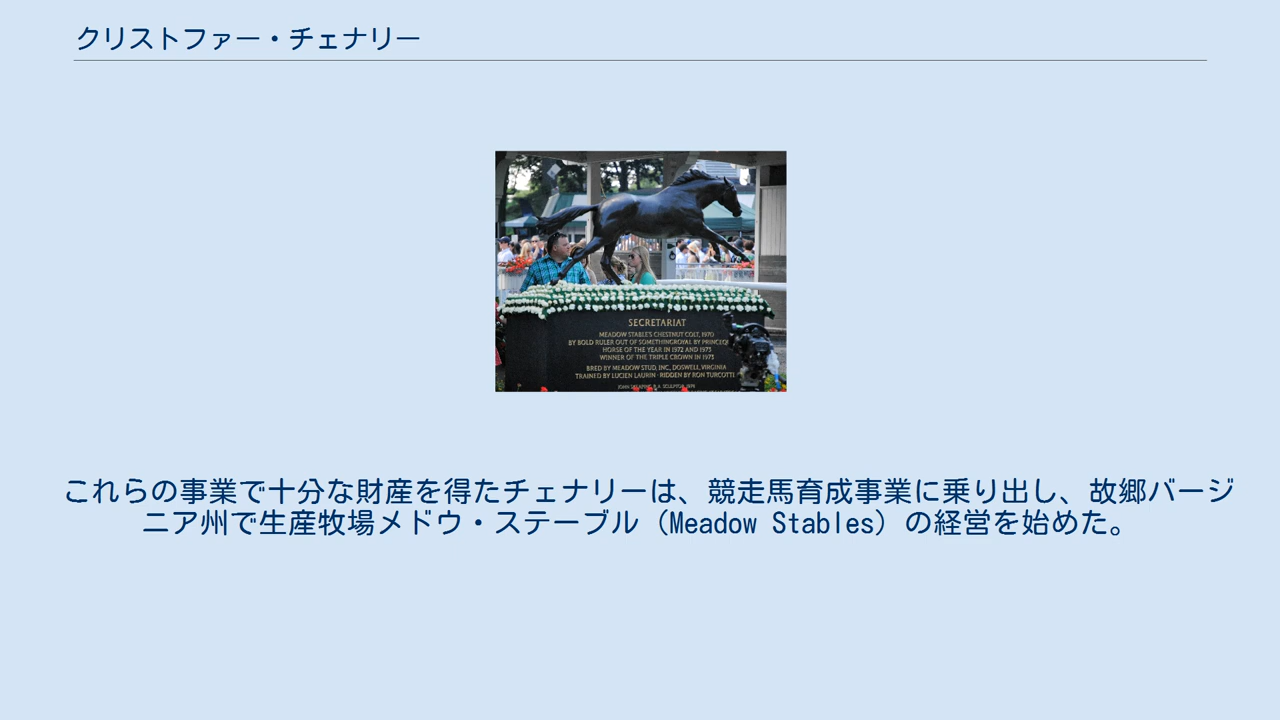 クリストファー・チェナリー
SECRETARIAT
MEADOW STABLE'S CHESTNUT COLT, 1970
BY BOLD RULER OUT OF SOMETHINGROYAL BY
HORSE OF THE YEAR IN 1972 AND 1973
WINNER OF THE TRIPLE CROWN IN 1973
BRED BY MEADOW STUD, INC., DOSWELL, VIRGINIA
TRAINED BY LUCIEN LAURIN · RIDDEN BY RON
JOHN SCULPTOR
これらの事業で十分な財産を得たチェナリーは、競走馬育成事業に乗り出し、故郷バージ
ニア州で生産牧場メドウ・ステーブル（Meadow Stables）の経営を始めた。